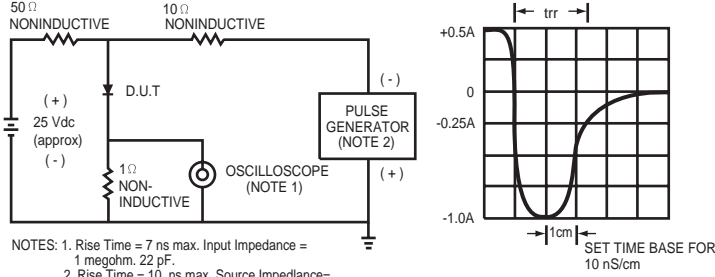 50 Ω
NONINDUCTIVE
10 Ω
NONINDUCTIVE
D.U.T
( + )
25 Vdc
(approx)
( - )
1 Ω
NON-
INDUCTIVE
OSCILLOSCOPE
(NOTE 1)
( - )
PULSE
GENERATOR
(NOTE 2)
( + )
trr
+0.5A
0
-0.25A
-1.0A
1cm
SET TIME BASE FOR
10 nS/cm
NOTES: 1. Rise Time = 7 ns max. Input Impedance =
1 megohm. 22 pF.
2. Rise Time = 10 ns max. Source Impedlance=